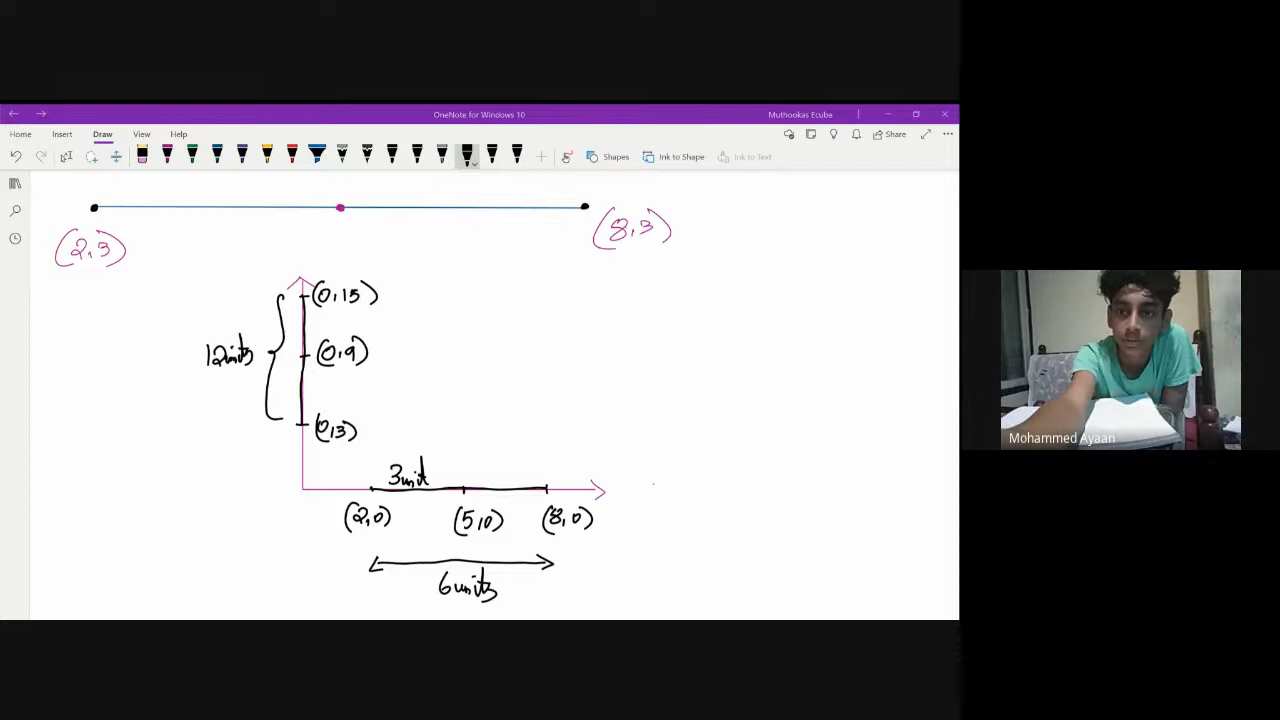 OneNote for Windows 10
Muthookas Ecube
Home Insert Draw View Help
Share
Shapes Ink to Shape Ink to Text
(2,3)
(8,3)
(0,15)
12units
(0,9)
(0,3)
3unit
(2,0) (5,0) (8,0)
6units
Mohammed Ayaan